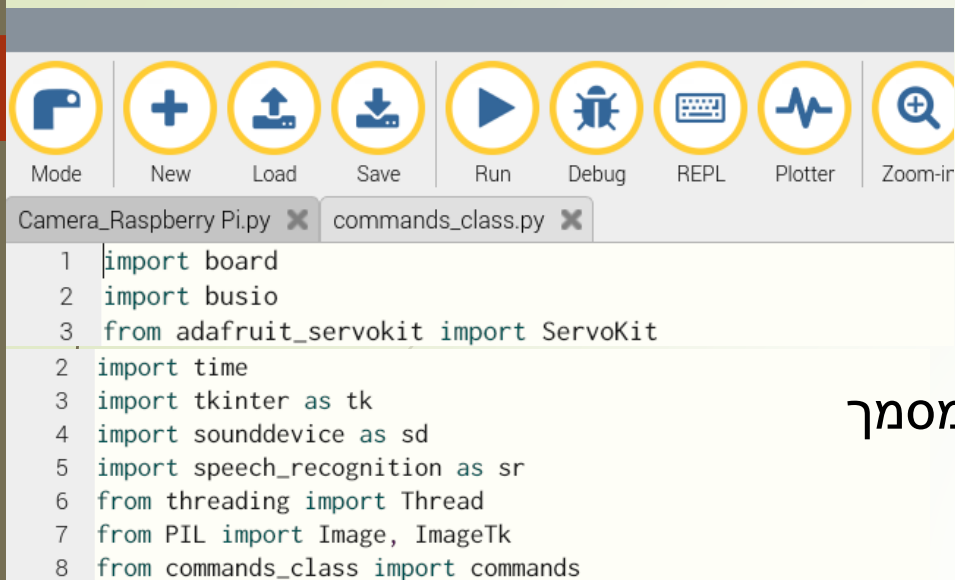 Mode New Load Save Run Debug REPL Plotter Zoom-in
Camera_Raspberry Pi.py commands_class.py
1 import board
2 import busio
3 from adafruit_servokit import ServoKit
2 import time
3 import tkinter as tk
מסמך
4 import sounddevice as sd
5 import speech_recognition as sr
6 from threading import Thread
7 from PIL import Image, ImageTk
8 from commands_class import commands